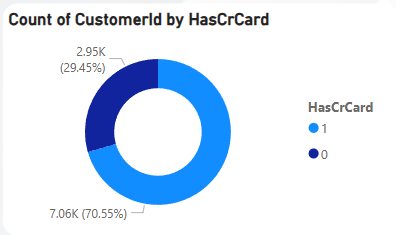 Count of CustomerId by HasCrCard
2.95K
(29.45%)
HasCrCard
1
0
7.06K (70.55%)